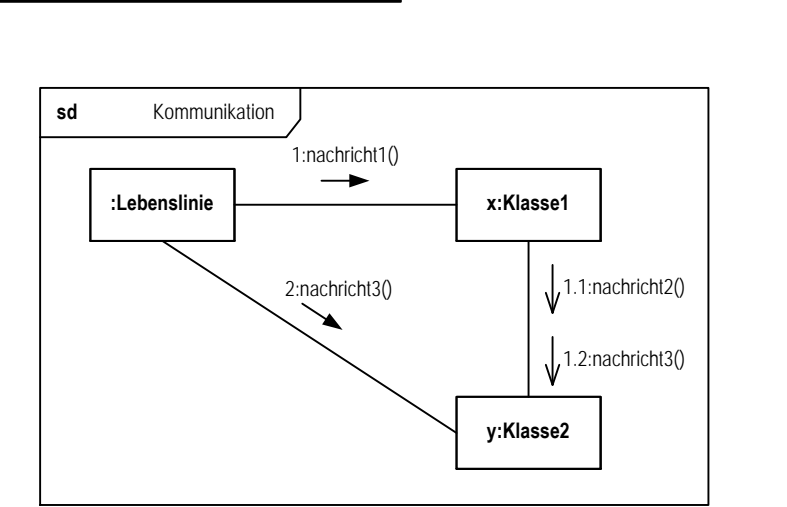 sd Kommunikation
1:nachricht1()
:Lebenslinie
x:Klasse1
2:nachricht3()
1.1:nachricht2()
1.2:nachricht3()
y:Klasse2